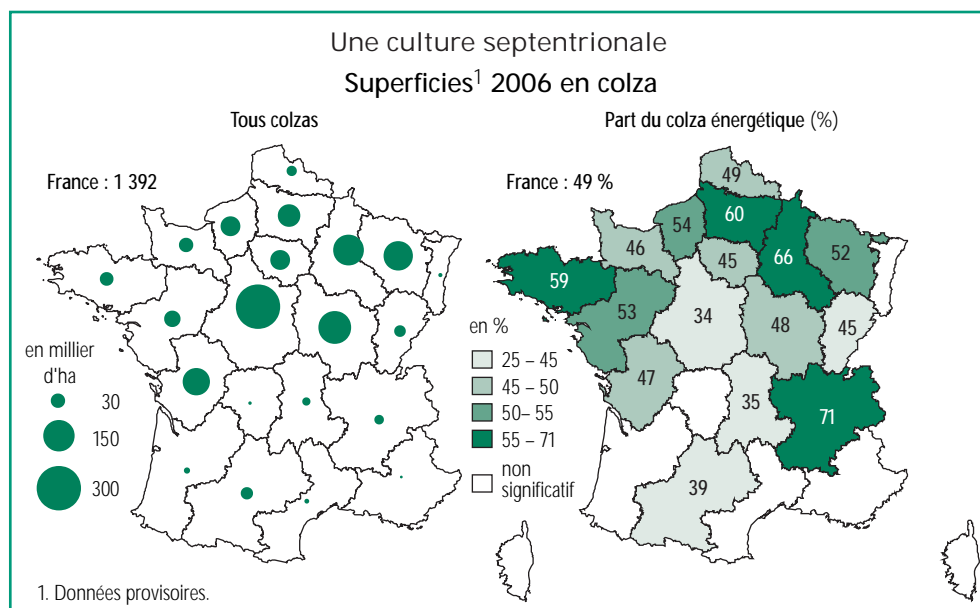 Une culture septentrionale
Superficies1 2006 en colza
Tous colzas
France : 1 392
en millier
d'ha
30
150
300
Part du colza énergétique (%)
France : 49 %
49
60
54
46
45
66
52
59
53
34
48
45
47
35
71
39
en %
25 – 45
45 – 50
50– 55
55 – 71
non
significatif
1. Données provisoires.